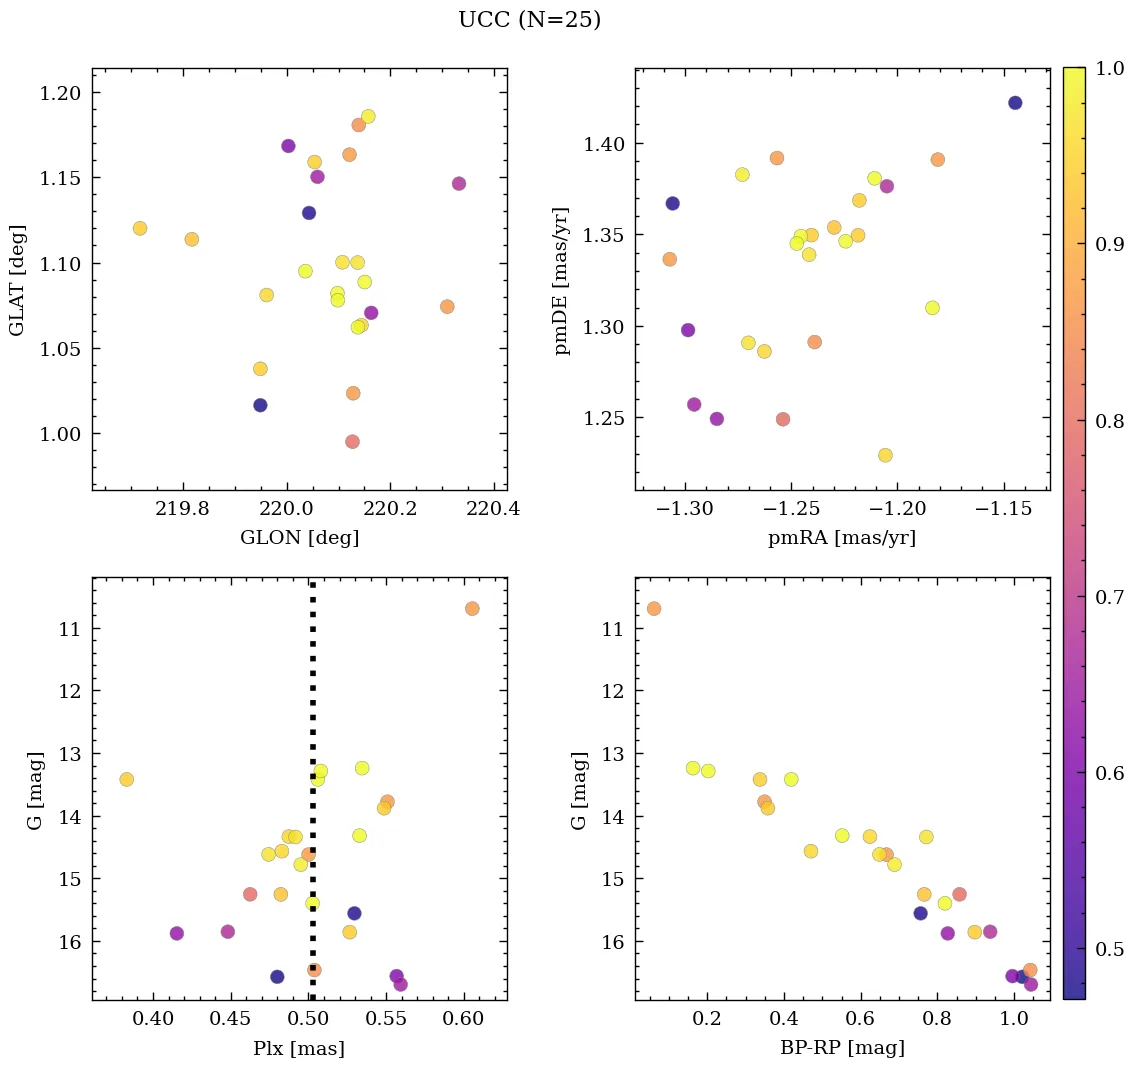 UCC (N=25)
1.20
1.15
1.10
1.05
1.00
GLAT [deg]
219.8 220.0 220.2 220.4
GLON [deg]
1.40
1.35
1.30
1.25
pmDE [mas/yr]
−1.30 −1.25 −1.20 −1.15
pmRA [mas/yr]
1.0
0.9
0.8
0.7
0.6
0.5
11
12
13
14
15
16
G [mag]
0.40 0.45 0.50 0.55 0.60
Plx [mas]
11
12
13
14
15
16
G [mag]
0.2 0.4 0.6 0.8 1.0
BP-RP [mag]